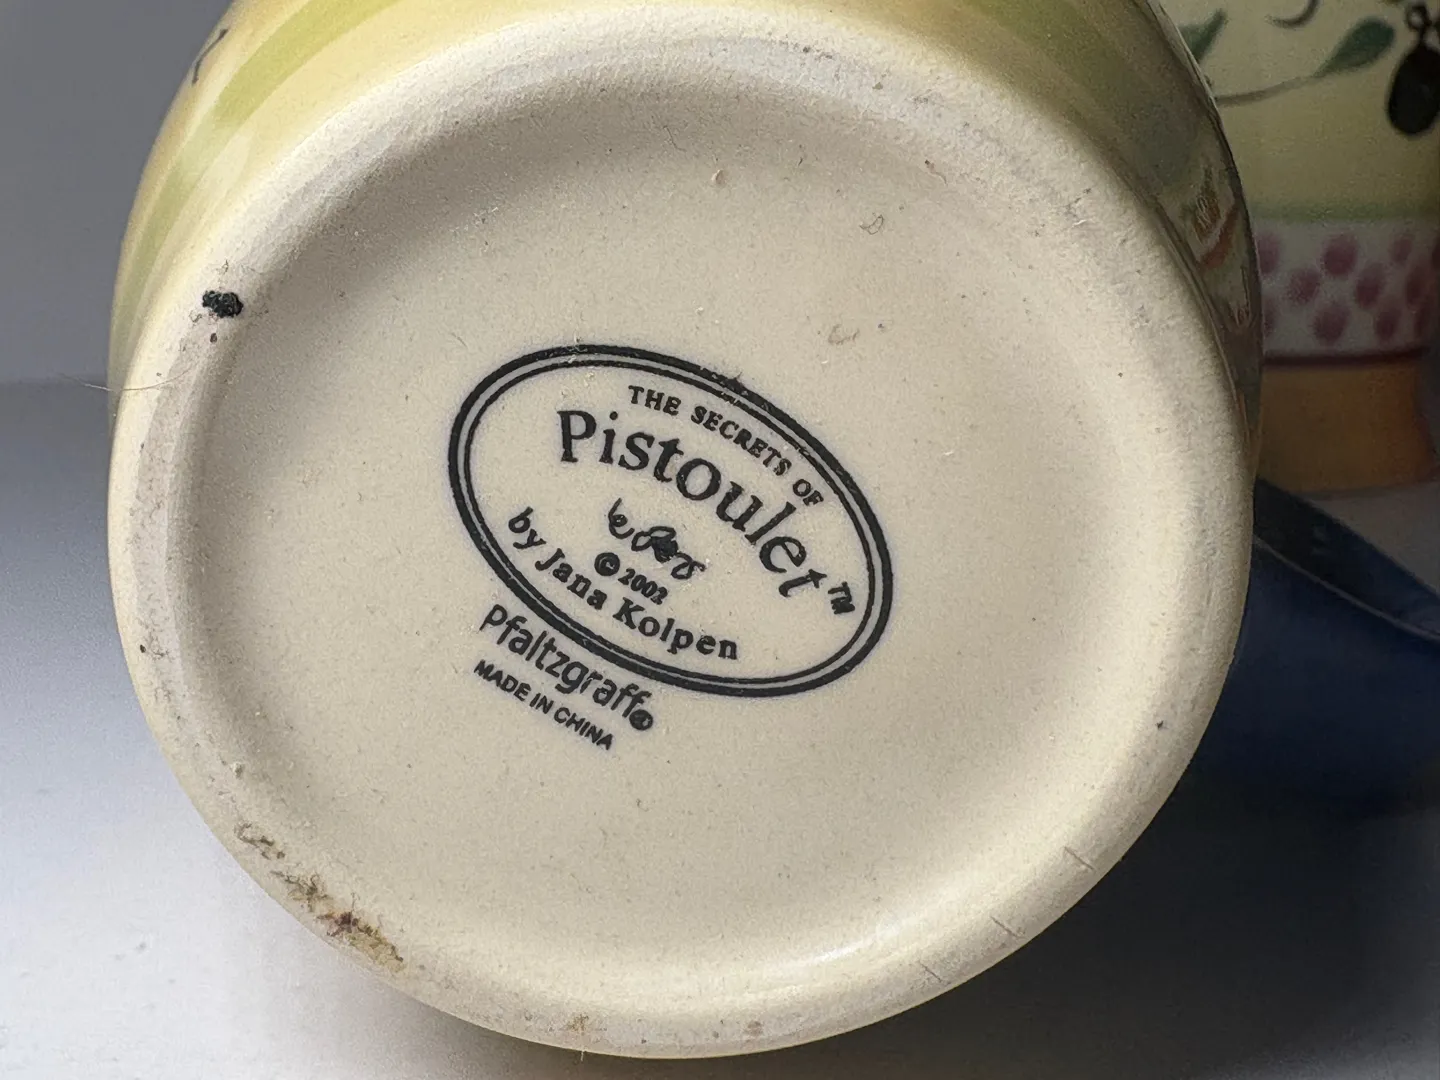 THE SECRETS OF
Pistoulet™
© 2002
by Jana Kolpen
Pfaltzgraff®
MADE IN CHINA